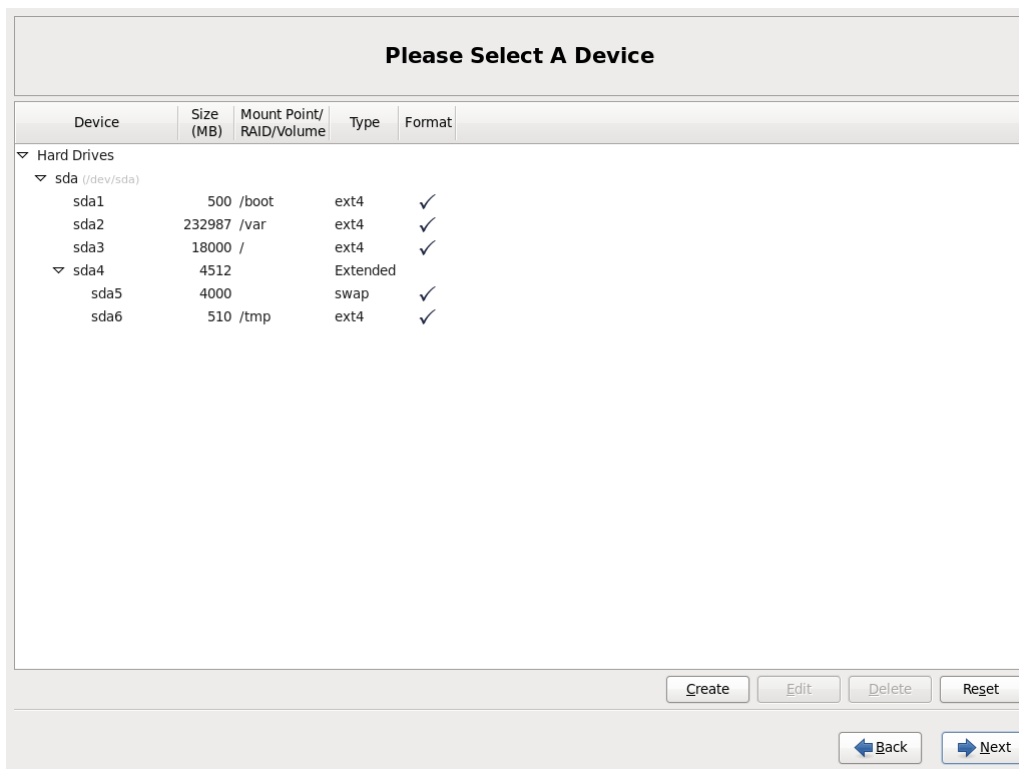 Please Select A Device
Device Size (MB) Mount Point/ RAID/Volume Type Format
Hard Drives
sda (/dev/sda)
sda1 500 /boot ext4
sda2 232987 /var ext4
sda3 18000 / ext4
sda4 4512 Extended
sda5 4000 swap
sda6 510 /tmp ext4
Create Edit Delete Reset
Back Next